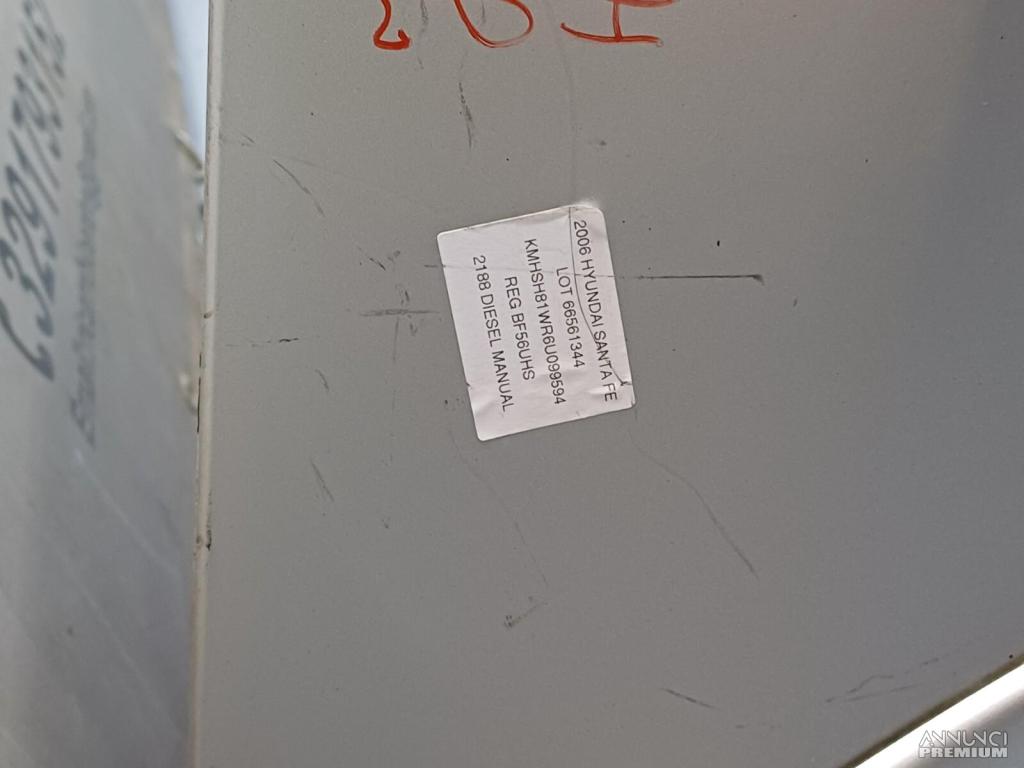 2006 HYUNDAI SANTA FE
LOT 66561344
KMHSH81WR6U099594
REG BF56UHS
2188 DIESEL MANUAL
ANNUNCI
PREMIUM